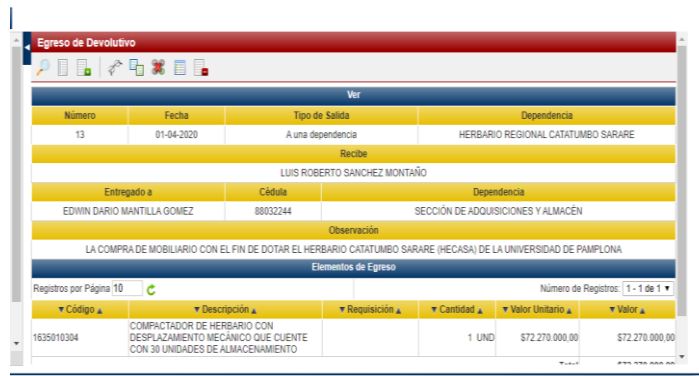 Egreso de Devolutivo
Ver
Número Fecha Tipo de Salida Dependencia
13 01-04-2020 A una dependencia HERBARIO REGIONAL CATATUMBO SARARE
Recibe
LUIS ROBERTO SANCHEZ MONTAÑO
Entregado a Cédula Dependencia
EDWIN DARIO MANTILLA GOMEZ 88032244 SECCIÓN DE ADQUISICIONES Y ALMACÉN
Observación
LA COMPRA DE MOBILIARIO CON EL FIN DE DOTAR EL HERBARIO CATATUMBO SARARE (HECASA) DE LA UNIVERSIDAD DE PAMPLONA
Elementos de Egreso
Registros por Página 10 Número de Registros: 1 - 1 de 1
Código Descripción Requisición Cantidad Valor Unitario Valor
1635010304 COMPACTADOR DE HERBARIO CON
DESPLAZAMIENTO MECÁNICO QUE CUENTE 1 UND $72.270.000,00 $72.270.000,00
CON 30 UNIDADES DE ALMACENAMIENTO
Total $72.270.000,00